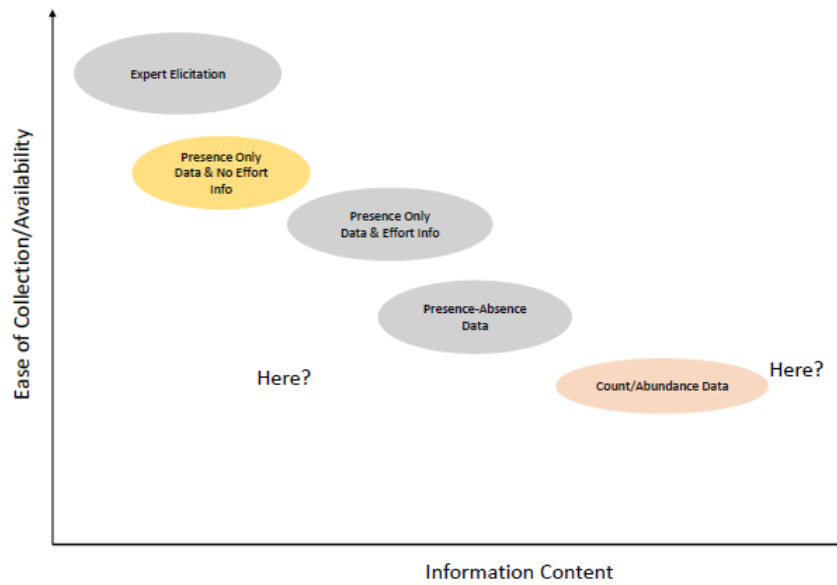 Expert Elicitation
Presence Only
Data & No Effort
Info
Presence Only
Data & Effort Info
Presence-Absence
Data
Here?
Here?
Count/Abundance Data
Ease of Collection/Availability
Information Content